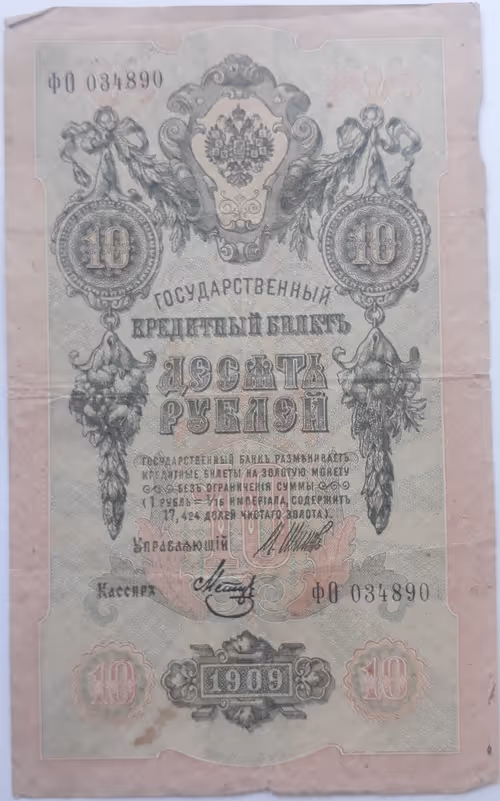 ФО 034890
10 10
ГОСУДАРСТВЕННЫЙ
КРЕДИТНЫЙ БИЛЕТЪ
ДЕСЯТЬ
РУБЛЕЙ
ГОСУДАРСТВЕННЫЙ БАНКЪ РАЗМѢНИВАЕТЪ
КРЕДИТНЫЕ БИЛЕТЫ НА ЗОЛОТУЮ МОНЕТУ
БЕЗЪ ОГРАНИЧЕНІЯ СУММЫ
(1 РУБЛЬ = 1/15 ИМПЕРІАЛА, СОДЕРЖИТЪ
17,424 ДОЛЕЙ ЧИСТАГО ЗОЛОТА).
10
УПРАВЛЯЮЩІЙ
Кассиръ
ФО 034890
10 1909 10